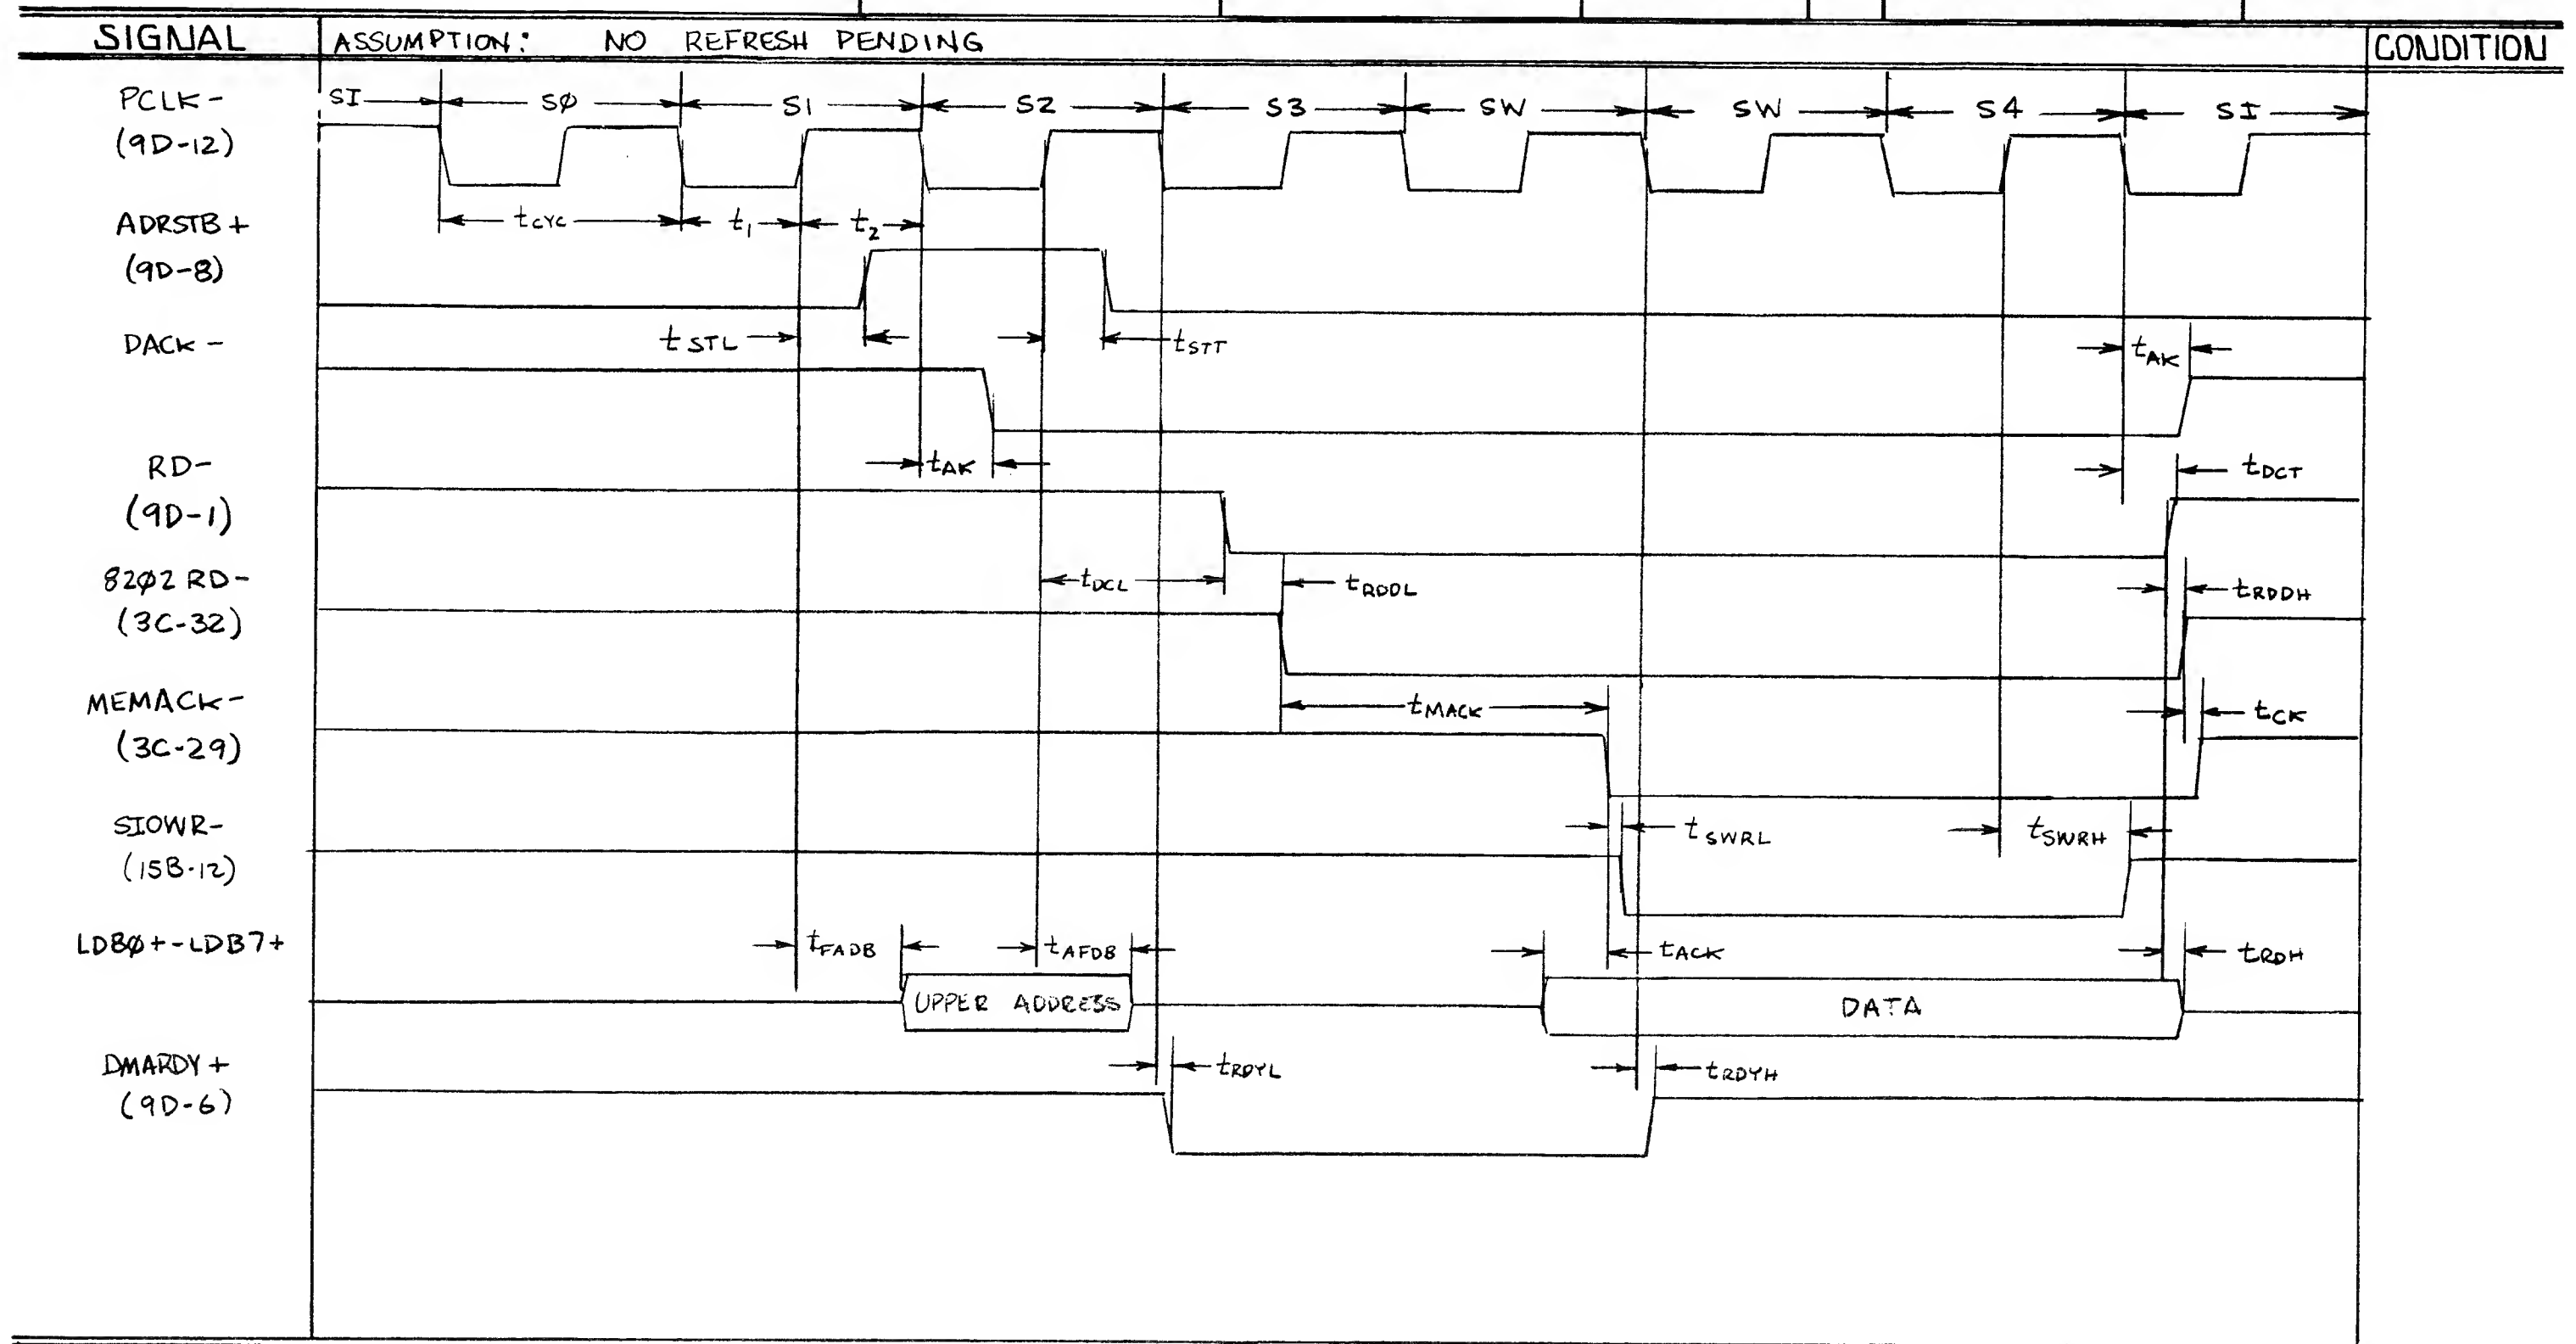 SIGNAL ASSUMPTION: NO REFRESH PENDING CONDITION
PCLK- SI SØ S1 S2 S3 SW SW S4 SI
(9D-12)
ADRSTB+ tCYC t1 t2
(9D-8)
DACK- tSTL tSTT tAK
RD- tAK tDCT
(9D-1)
82Ø2 RD- tDCL tRDDL tRDDH
(3C-32)
MEMACK- tMACK tCK
(3C-29)
SIOWR- tSWRL tSWRH
(15B-12)
LDBØ+-LDB7+ tFADB tAFDB tACK tRDH
UPPER ADDRESS DATA
DMARDY+ tRDYL tRDYH
(9D-6)